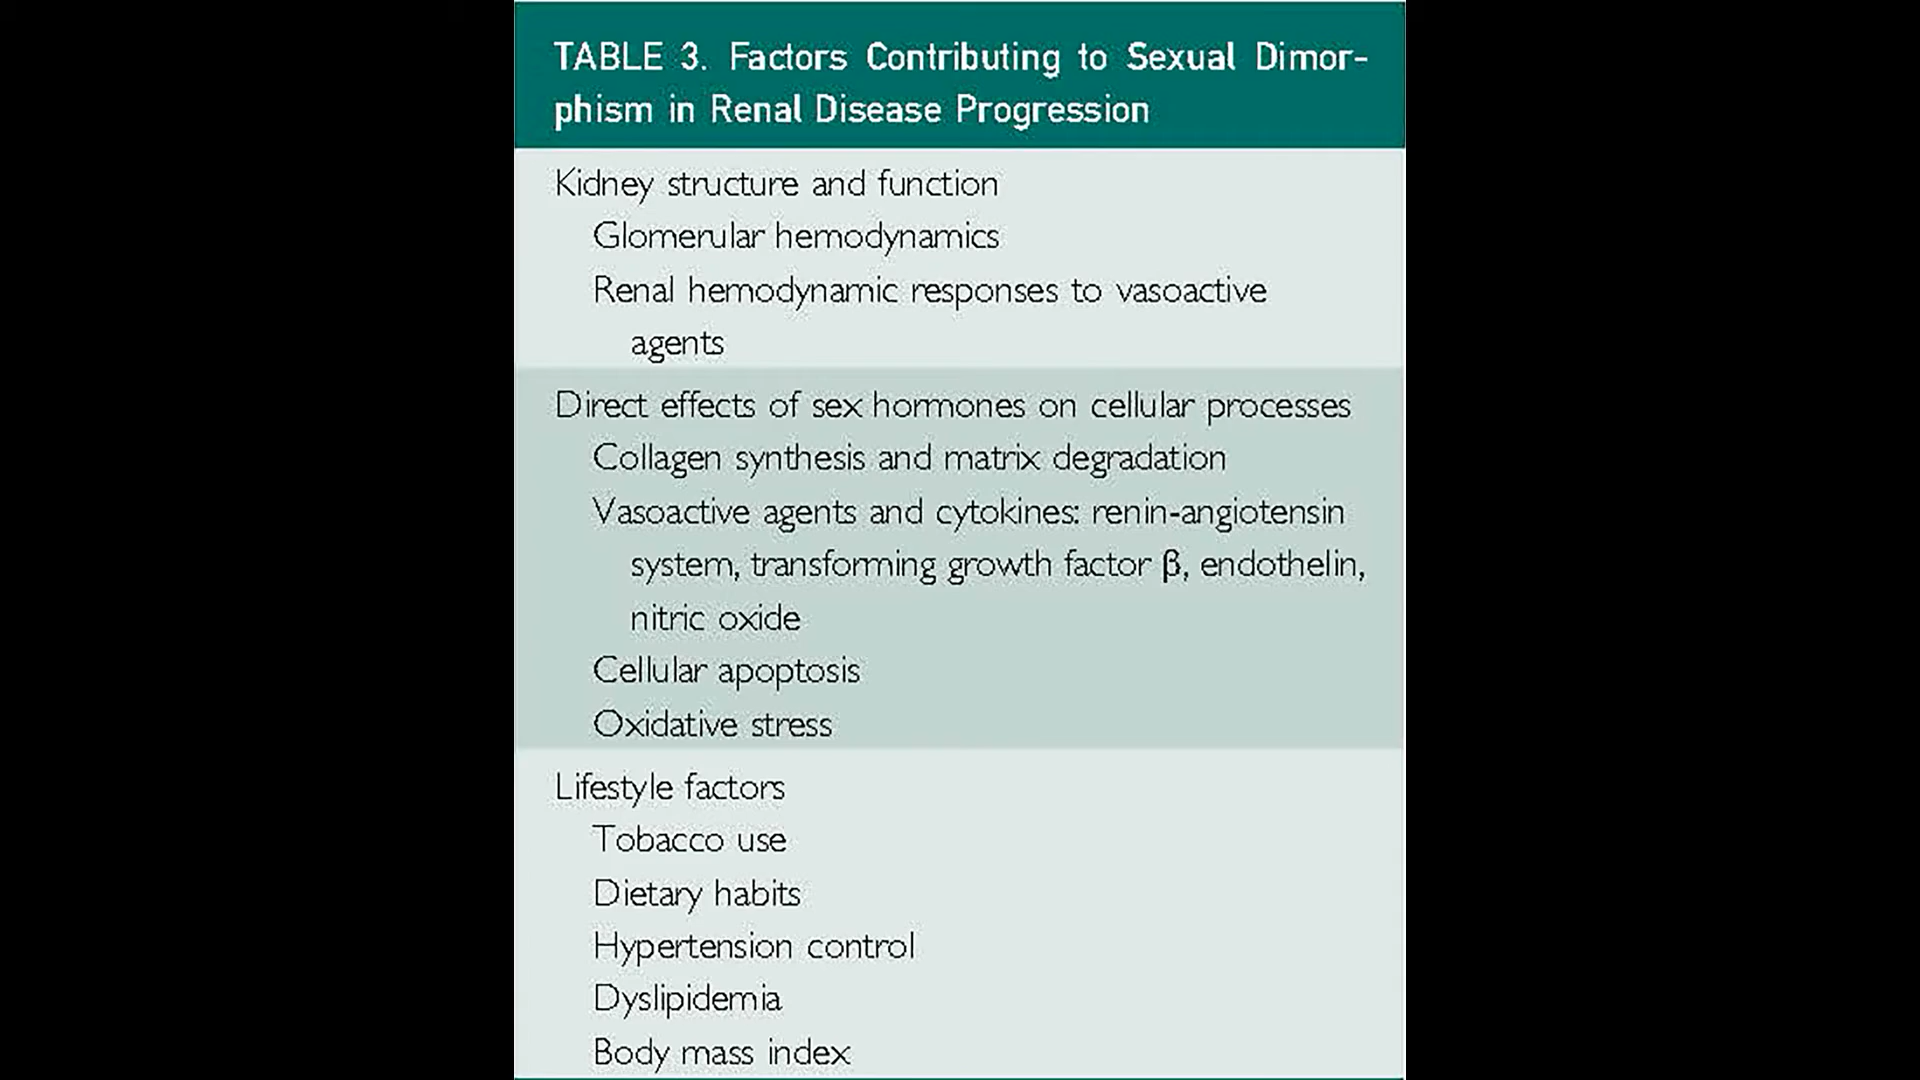 TABLE 3. Factors Contributing to Sexual Dimor-
phism in Renal Disease Progression
Kidney structure and function
Glomerular hemodynamics
Renal hemodynamic responses to vasoactive
agents
Direct effects of sex hormones on cellular processes
Collagen synthesis and matrix degradation
Vasoactive agents and cytokines: renin-angiotensin
system, transforming growth factor β, endothelin,
nitric oxide
Cellular apoptosis
Oxidative stress
Lifestyle factors
Tobacco use
Dietary habits
Hypertension control
Dyslipidemia
Body mass index